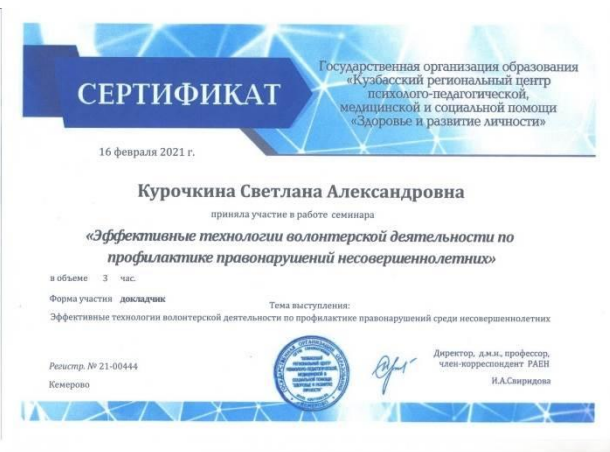 СЕРТИФИКАТ
Государственная организация образования
«Кузбасский региональный центр
психолого-педагогической,
медицинской и социальной помощи
«Здоровье и развитие личности»
16 февраля 2021 г.
Курочкина Светлана Александровна
приняла участие в работе семинара
«Эффективные технологии волонтерской деятельности по
профилактике правонарушений несовершеннолетних»
в объеме 3 час.
Форма участия докладчик
Тема выступления:
Эффективные технологии волонтерской деятельности по профилактике правонарушений среди несовершеннолетних
Регистр. № 21-00444
Кемерово
Директор, д.м.н., профессор,
член-корреспондент РАЕН
И.А.Свиридова